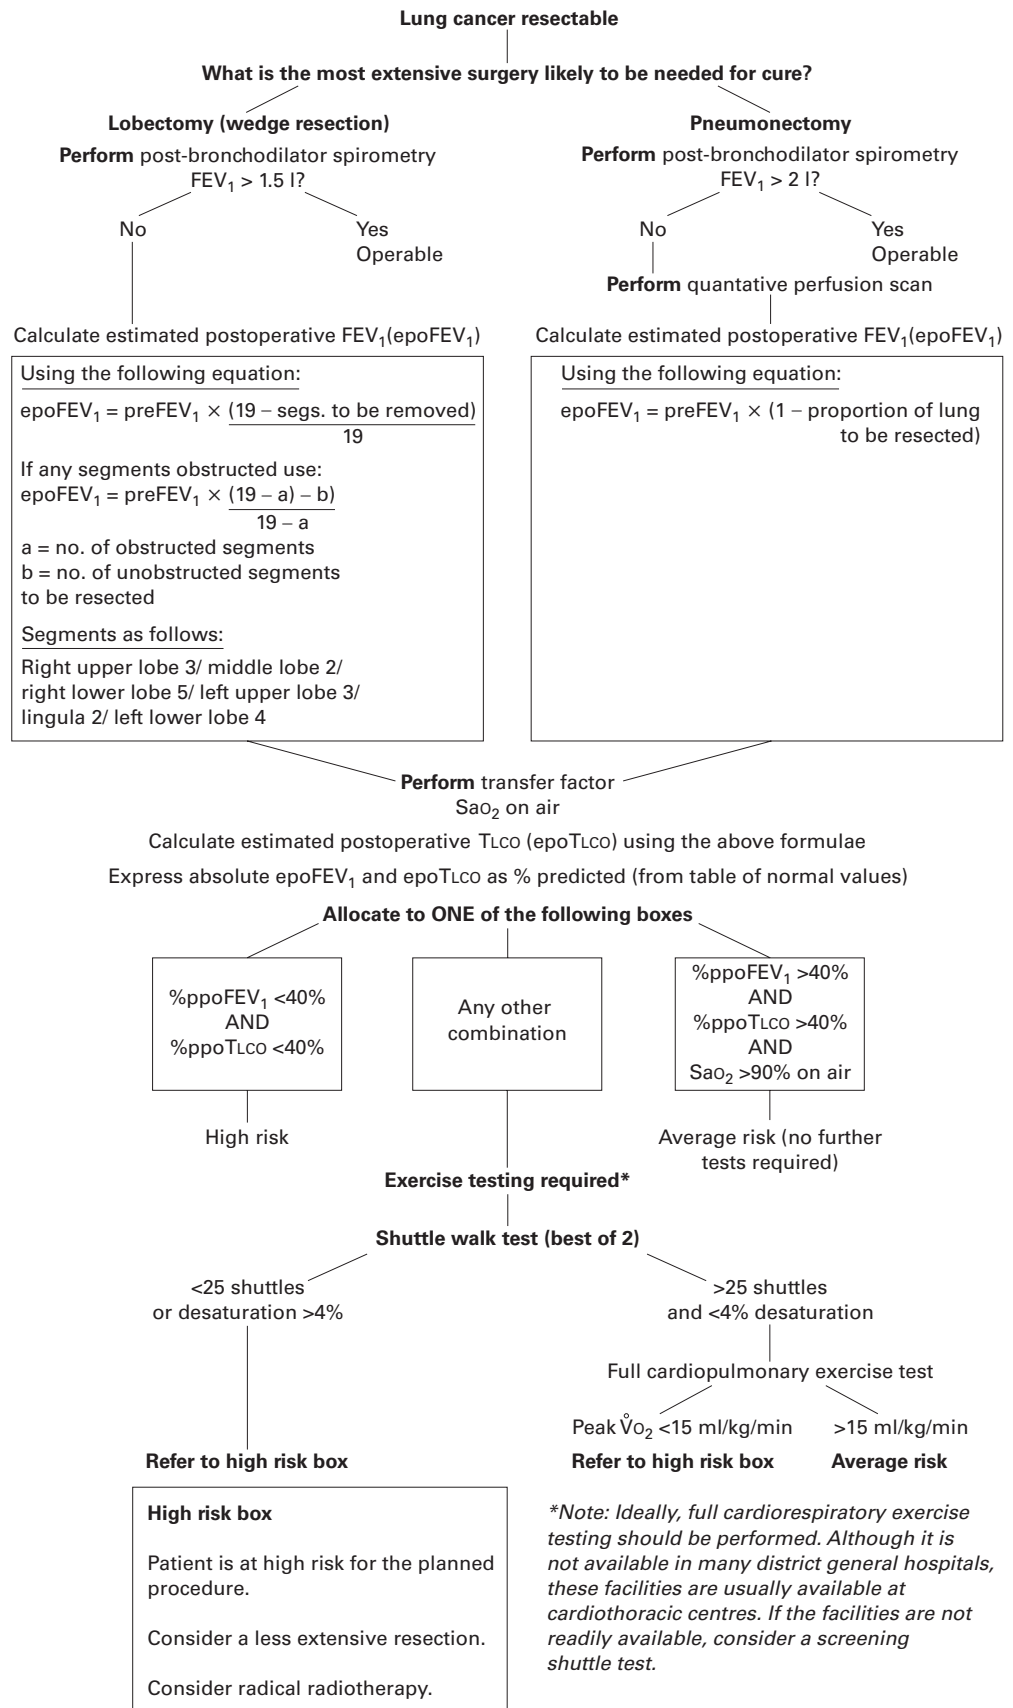 Lung cancer resectable
What is the most extensive surgery likely to be needed for cure?
Lobectomy (wedge resection)
Perform post-bronchodilator spirometry
FEV₁ > 1.5 l?
No
Yes
Operable
Pneumonectomy
Perform post-bronchodilator spirometry
FEV₁ > 2 l?
No
Yes
Operable
Perform quantative perfusion scan
Calculate estimated postoperative FEV₁(epoFEV₁)
Using the following equation:
epoFEV₁ = preFEV₁ × (19 – segs. to be removed)
19
If any segments obstructed use:
epoFEV₁ = preFEV₁ × (19 – a) – b)
19 – a
a = no. of obstructed segments
b = no. of unobstructed segments
to be resected
Segments as follows:
Right upper lobe 3/ middle lobe 2/
right lower lobe 5/ left upper lobe 3/
lingula 2/ left lower lobe 4
Calculate estimated postoperative FEV₁(epoFEV₁)
Using the following equation:
epoFEV₁ = preFEV₁ × (1 – proportion of lung
to be resected)
Perform transfer factor
SaO₂ on air
Calculate estimated postoperative TLCO (epoTLCO) using the above formulae
Express absolute epoFEV₁ and epoTLCO as % predicted (from table of normal values)
Allocate to ONE of the following boxes
%ppoFEV₁ <40%
AND
%ppoTLCO <40%
High risk
Any other
combination
%ppoFEV₁ >40%
AND
%ppoTLCO >40%
AND
SaO₂ >90% on air
Average risk (no further
tests required)
Exercise testing required*
Shuttle walk test (best of 2)
<25 shuttles
or desaturation >4%
>25 shuttles
and <4% desaturation
Full cardiopulmonary exercise test
Peak V̊O₂ <15 ml/kg/min
>15 ml/kg/min
Refer to high risk box
Refer to high risk box
Average risk
High risk box
Patient is at high risk for the planned
procedure.
Consider a less extensive resection.
Consider radical radiotherapy.
*Note: Ideally, full cardiorespiratory exercise
testing should be performed. Although it is
not available in many district general hospitals,
these facilities are usually available at
cardiothoracic centres. If the facilities are not
readily available, consider a screening
shuttle test.